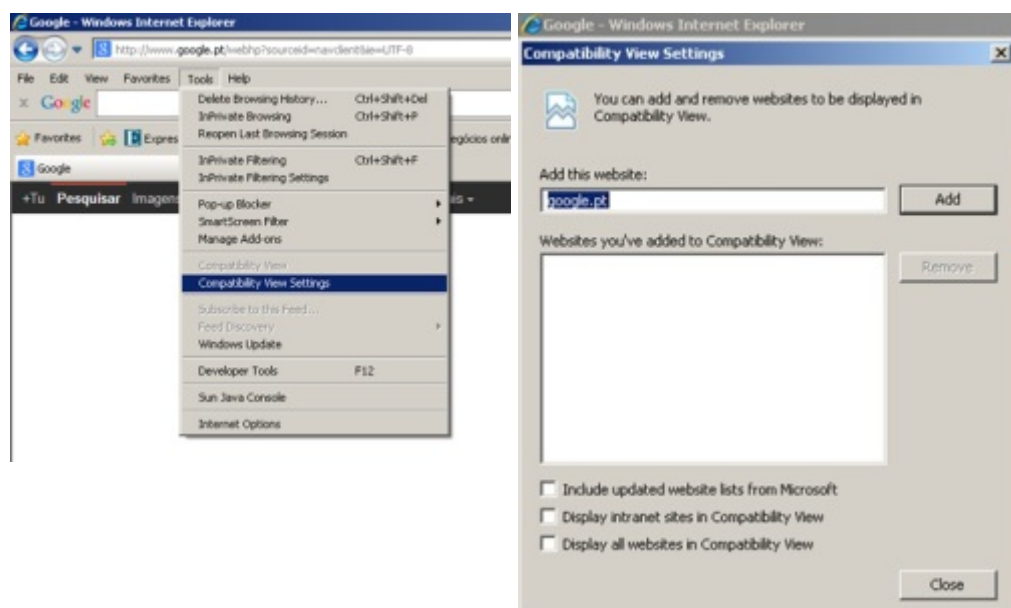 Google - Windows Internet Explorer
http://www.google.pt/webhp?sourceid=navclient&ie=UTF-8
File Edit View Favorites Tools Help
x Google
Favorites Expres
egócios onlin
Google
+Tu Pesquisar Imagens
is
Delete Browsing History... Ctrl+Shift+Del
InPrivate Browsing Ctrl+Shift+P
Reopen Last Browsing Session
InPrivate Filtering Ctrl+Shift+F
InPrivate Filtering Settings
Pop-up Blocker
SmartScreen Filter
Manage Add-ons
Compatibility View
Compatibility View Settings
Subscribe to this Feed...
Feed Discovery
Windows Update
Developer Tools F12
Sun Java Console
Internet Options
Google - Windows Internet Explorer
Compatibility View Settings
You can add and remove websites to be displayed in
Compatibility View.
Add this website:
google.pt Add
Websites you've added to Compatibility View:
Remove
Include updated website lists from Microsoft
Display intranet sites in Compatibility View
Display all websites in Compatibility View
Close